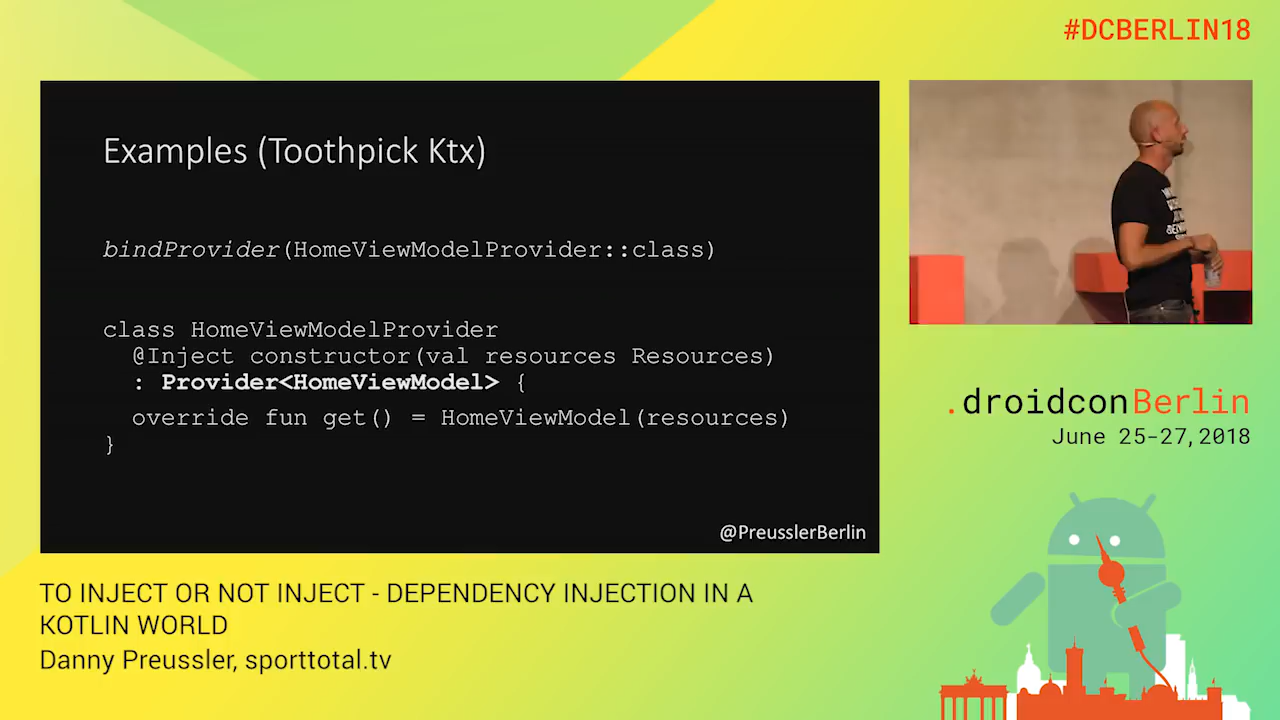 #DCBERLIN18
Examples (Toothpick Ktx)
bindProvider(HomeViewModelProvider::class)
class HomeViewModelProvider
@Inject constructor(val resources Resources)
: Provider<HomeViewModel> {
override fun get() = HomeViewModel(resources)
}
@PreusslerBerlin
.droidconBerlin
June 25-27, 2018
TO INJECT OR NOT INJECT - DEPENDENCY INJECTION IN A
KOTLIN WORLD
Danny Preussler, sporttotal.tv